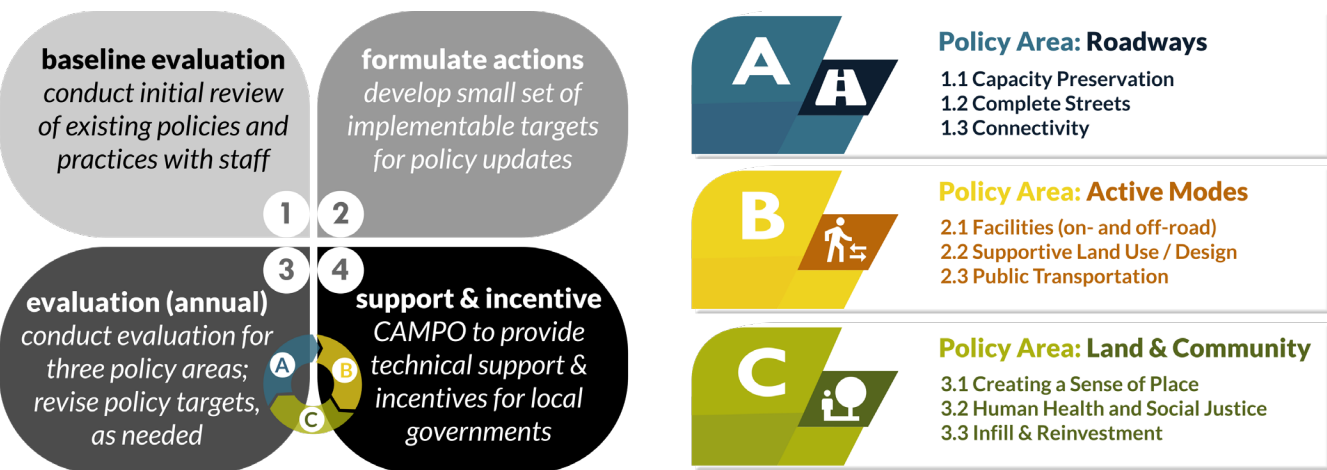 baseline evaluation
conduct initial review
of existing policies and
practices with staff
1
formulate actions
develop small set of
implementable targets
for policy updates
2
3
evaluation (annual)
conduct evaluation for
three policy areas;
revise policy targets,
as needed
4
support & incentive
CAMPO to provide
technical support &
incentives for local
governments
A
B
C
A
Policy Area: Roadways
1.1 Capacity Preservation
1.2 Complete Streets
1.3 Connectivity
B
Policy Area: Active Modes
2.1 Facilities (on- and off-road)
2.2 Supportive Land Use / Design
2.3 Public Transportation
C
Policy Area: Land & Community
3.1 Creating a Sense of Place
3.2 Human Health and Social Justice
3.3 Infill & Reinvestment